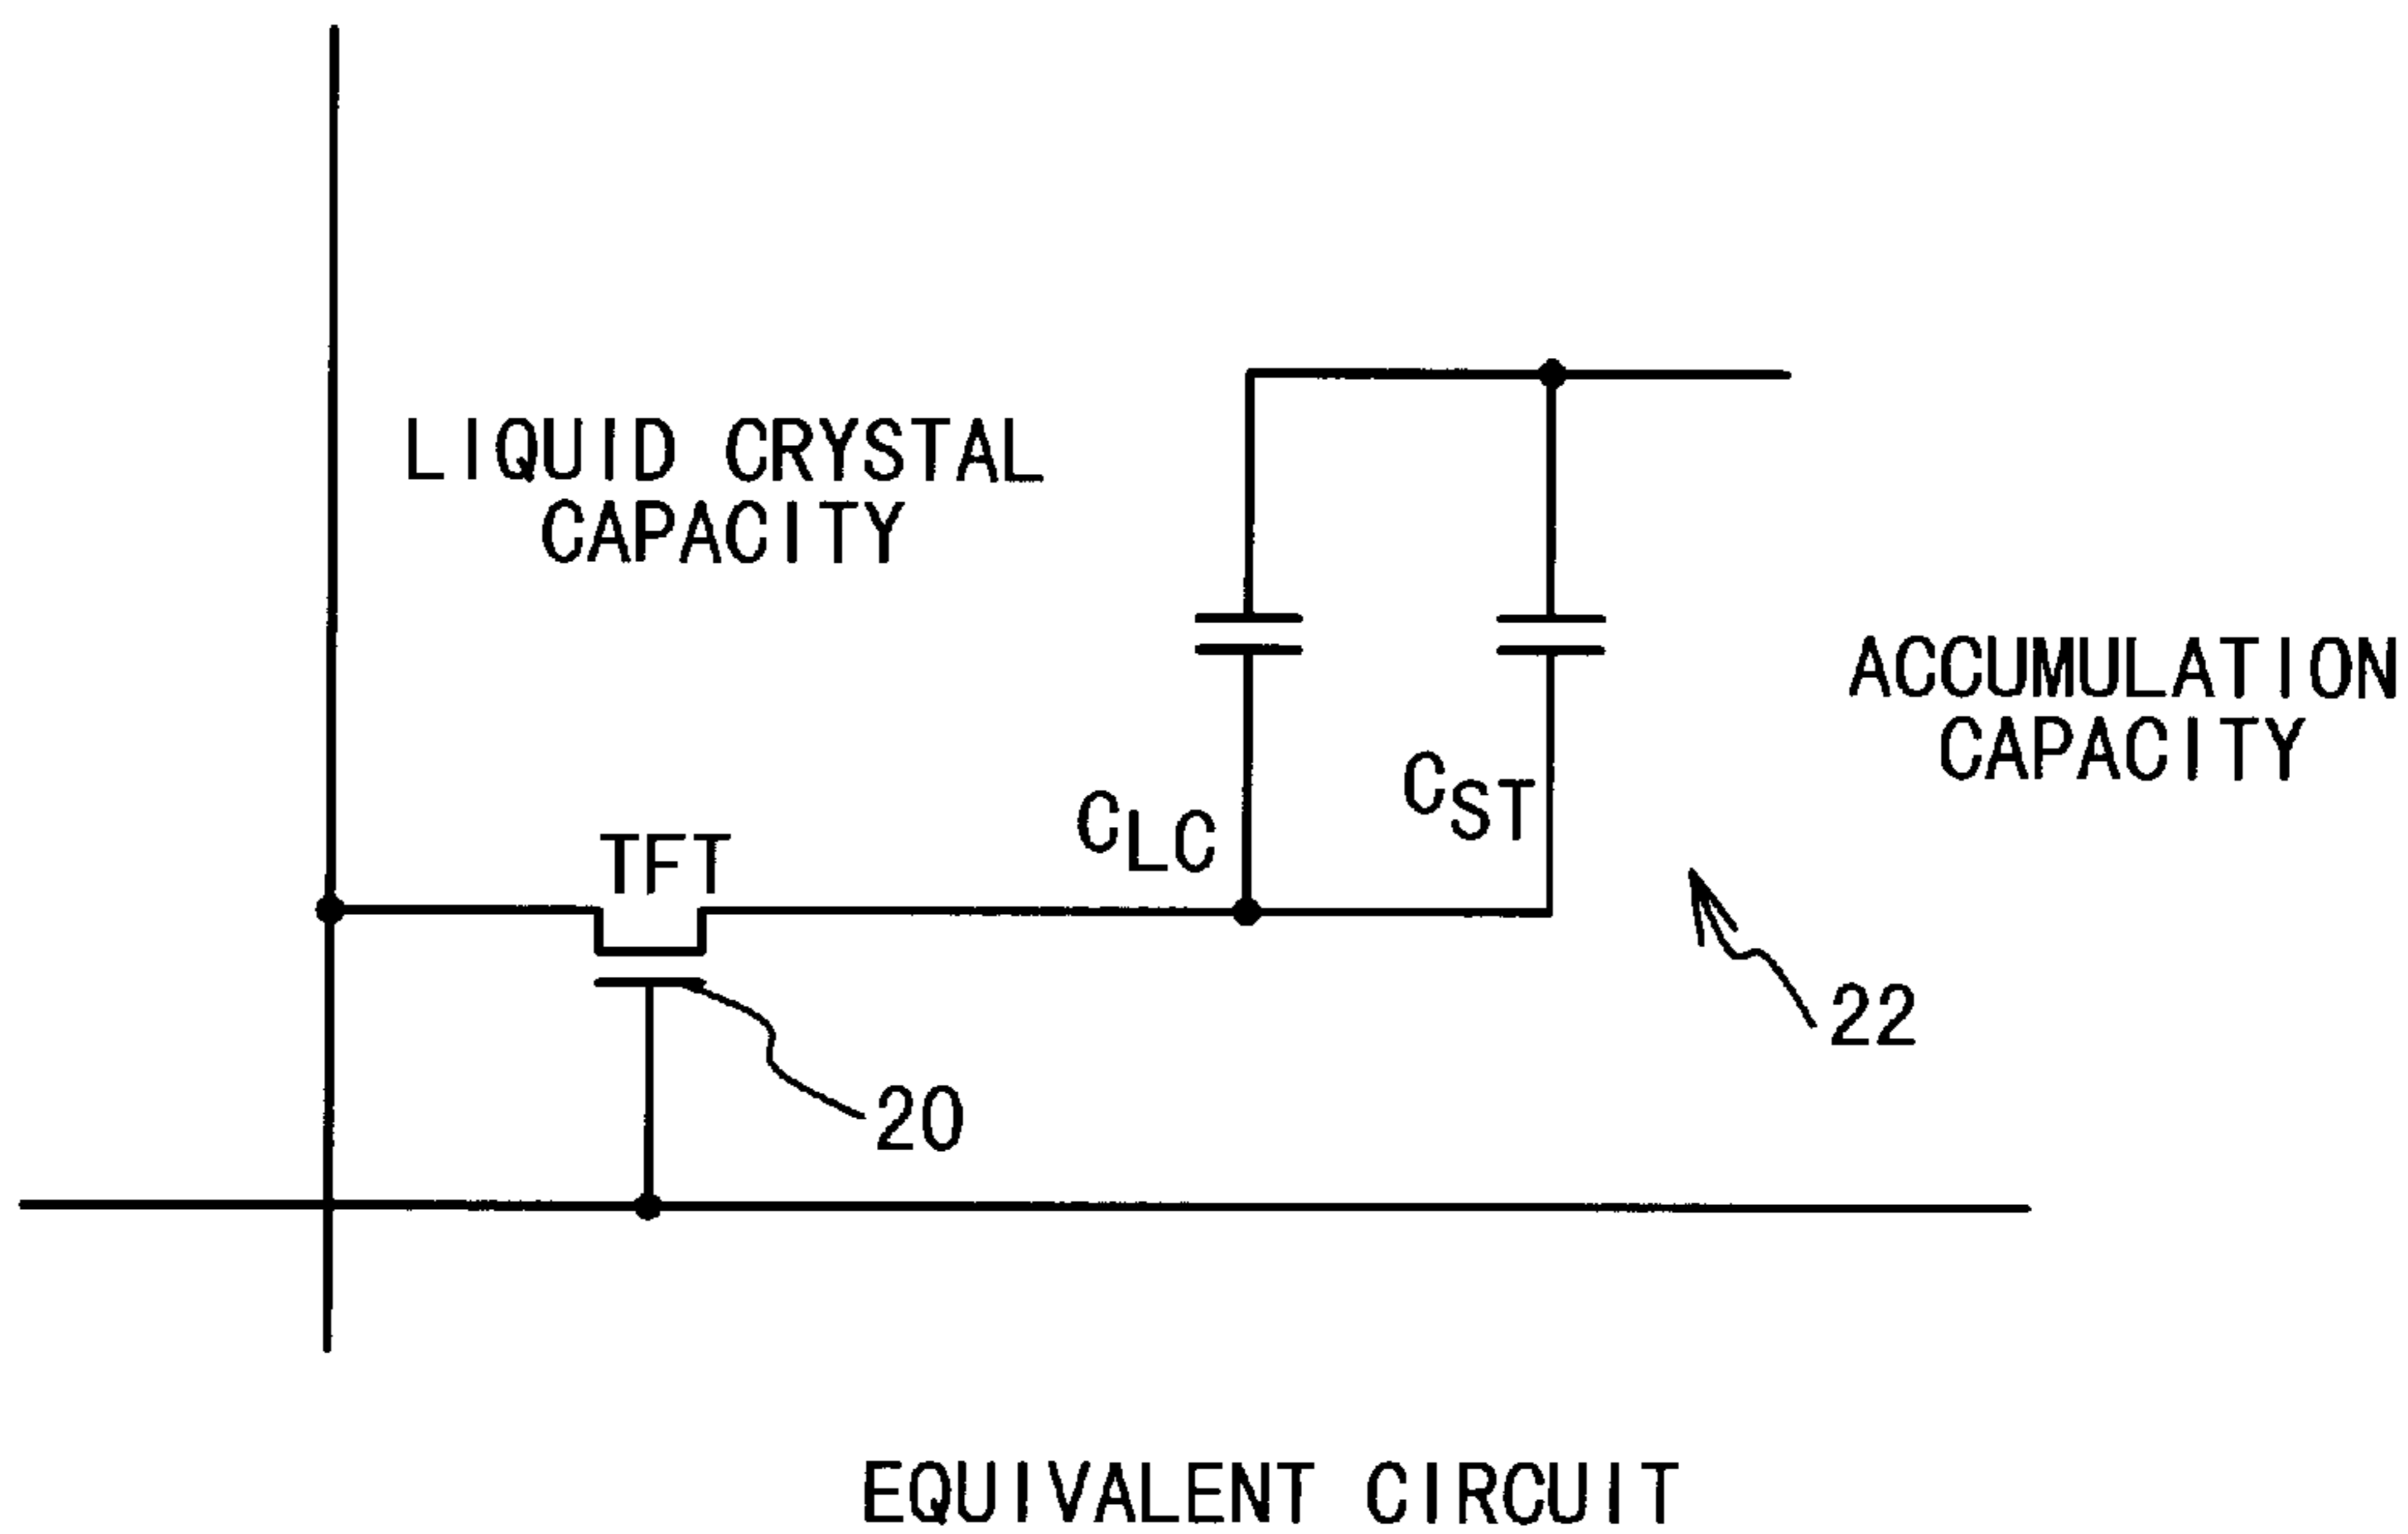 LIQUID CRYSTAL
CAPACITY
ACCUMULATION
CAPACITY
CST
CLC
TFT
22
20
EQUIVALENT CIRCUIT